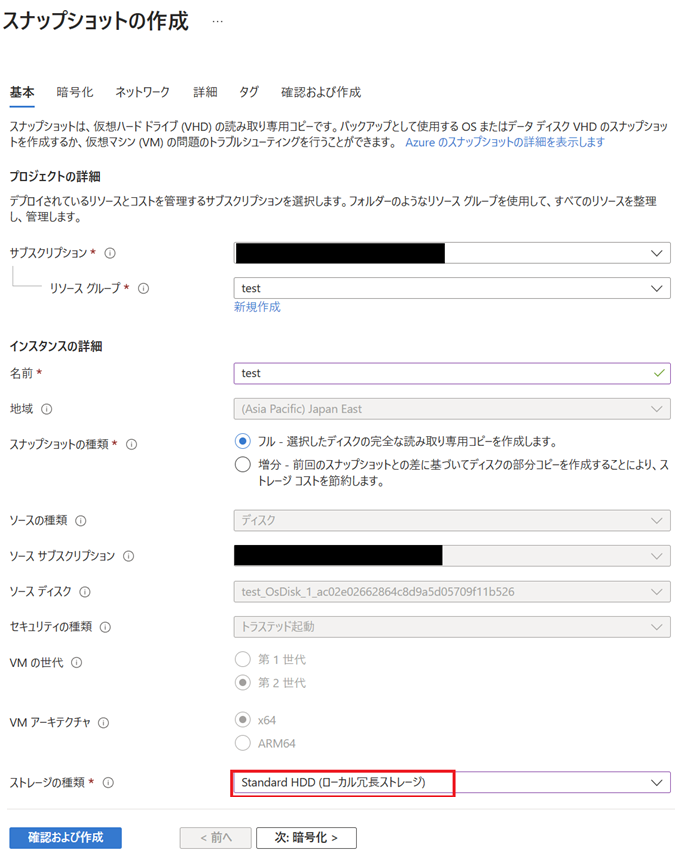 スナップショットの作成 …
基本 暗号化 ネットワーク 詳細 タグ 確認および作成
スナップショットは、仮想ハード ドライブ (VHD) の読み取り専用コピーです。バックアップとして使用する OS またはデータ ディスク VHD のスナップショッ
トを作成するか、仮想マシン (VM) の問題のトラブルシューティングを行うことができます。 Azure のスナップショットの詳細を表示します
プロジェクトの詳細
デプロイされているリソースとコストを管理するサブスクリプションを選択します。フォルダーのようなリソース グループを使用して、すべてのリソースを整理
し、管理します。
サブスクリプション *
リソース グループ * test
新規作成
インスタンスの詳細
名前 * test
地域 (Asia Pacific) Japan East
スナップショットの種類 * フル - 選択したディスクの完全な読み取り専用コピーを作成します。
増分 - 前回のスナップショットとの差に基づいてディスクの部分コピーを作成することにより、ス
トレージ コストを節約します。
ソースの種類 ディスク
ソース サブスクリプション
ソース ディスク test_OsDisk_1_ac02e02662864c8d9a5d05709f11b526
セキュリティの種類 トラステッド起動
VM の世代 第 1 世代
第 2 世代
VM アーキテクチャ x64
ARM64
ストレージの種類 * Standard HDD (ローカル冗長ストレージ)
確認および作成 < 前へ 次: 暗号化 >